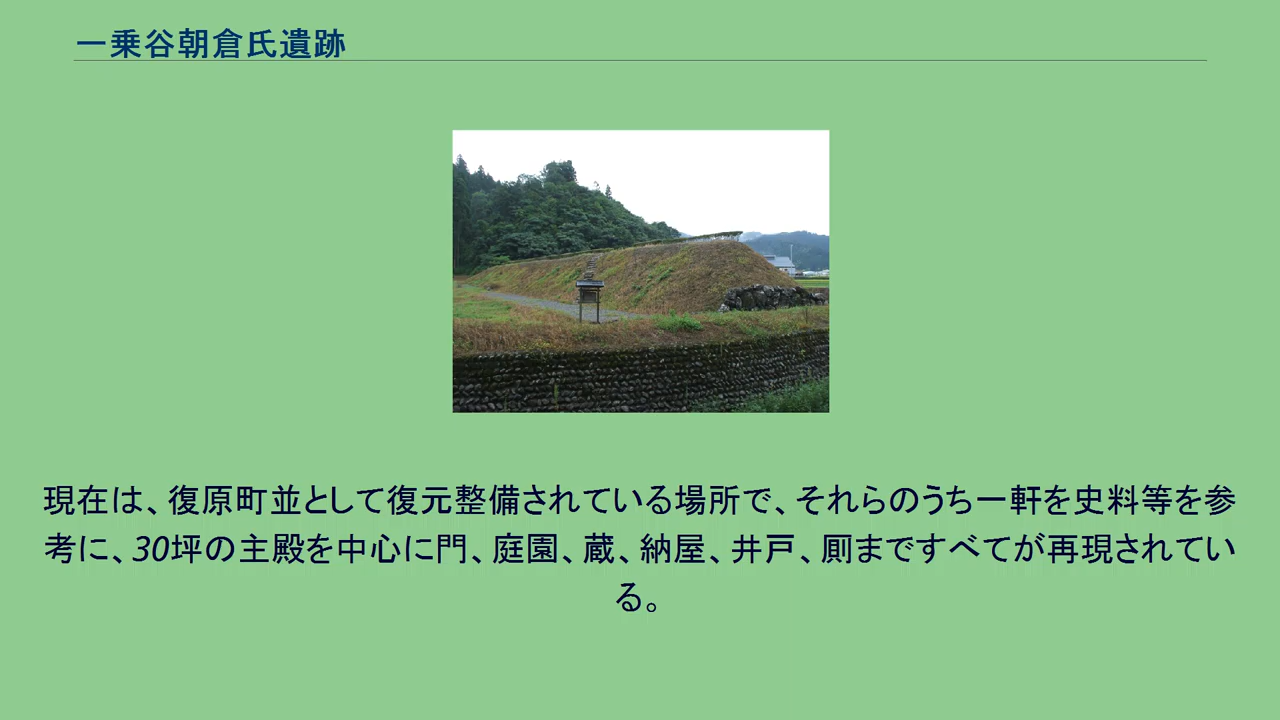 一乗谷朝倉氏遺跡
現在は、復原町並として復元整備されている場所で、それらのうち一軒を史料等を参
考に、30坪の主殿を中心に門、庭園、蔵、納屋、井戸、厠まですべてが再現されてい
る。